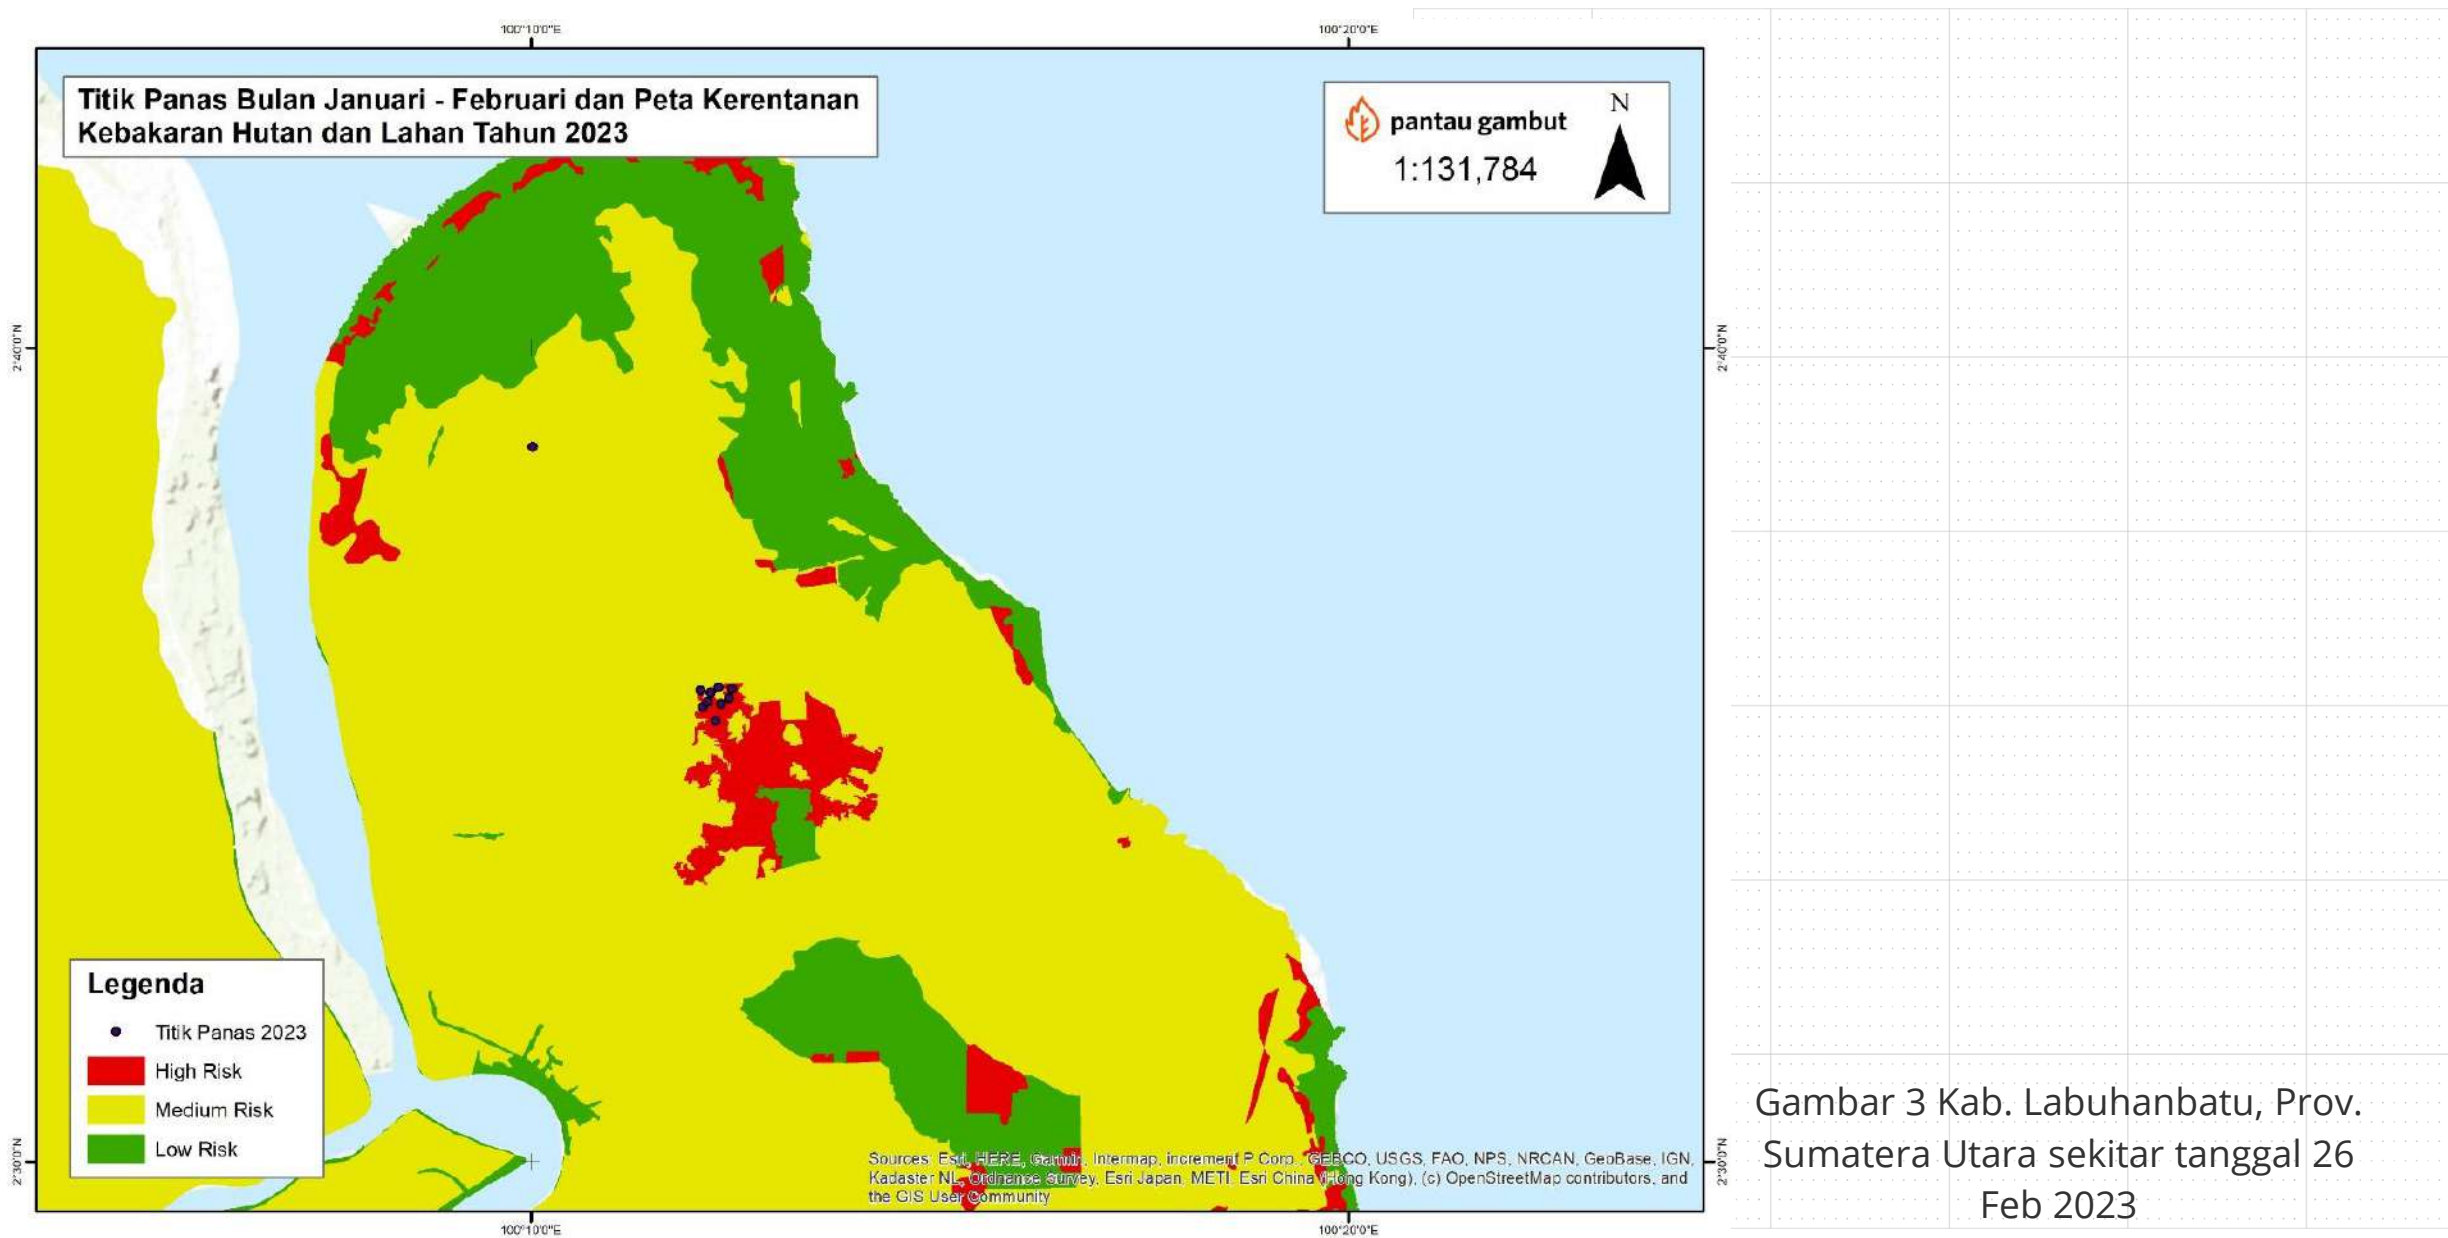 100°10'0"E
100°20'0"E
Titik Panas Bulan Januari - Februari dan Peta Kerentanan
Kebakaran Hutan dan Lahan Tahun 2023
pantau gambut
1:131,784
N
2°40'0"N
2°40'0"N
Legenda
Titik Panas 2023
High Risk
Medium Risk
Low Risk
2°30'0"N
2°30'0"N
Sources: Esri, HERE, Garmin, Intermap, increment P Corp., GEBCO, USGS, FAO, NPS, NRCAN, GeoBase, IGN,
Kadaster NL, Ordnance Survey, Esri Japan, METI, Esri China (Hong Kong), (c) OpenStreetMap contributors, and
the GIS User Community
100°10'0"E
100°20'0"E
Gambar 3 Kab. Labuhanbatu, Prov.
Sumatera Utara sekitar tanggal 26
Feb 2023